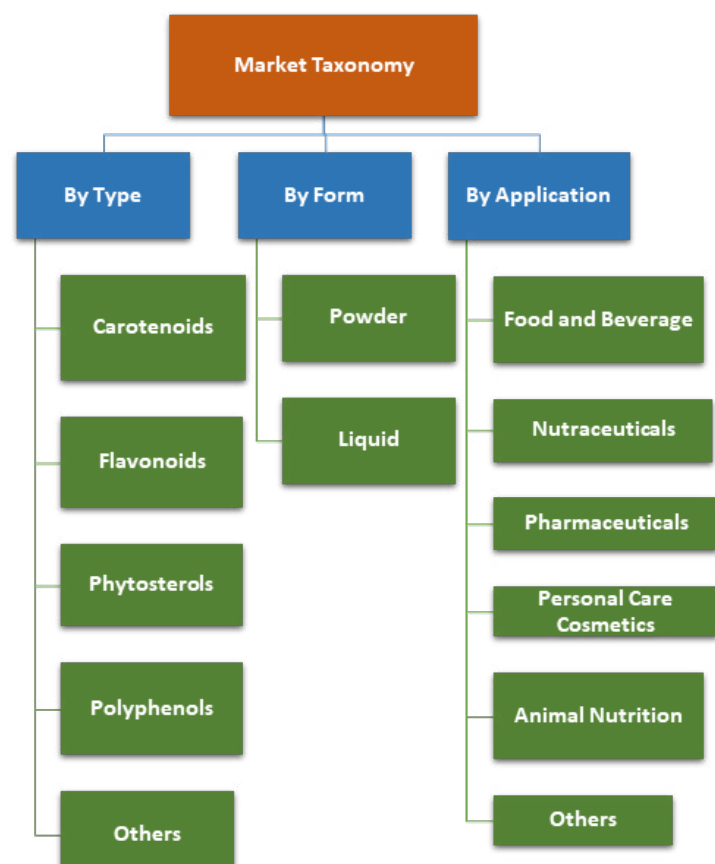 Market Taxonomy
By Type
By Form
By Application
Carotenoids
Flavonoids
Phytosterols
Polyphenols
Others
Powder
Liquid
Food and Beverage
Nutraceuticals
Pharmaceuticals
Personal Care
Cosmetics
Animal Nutrition
Others